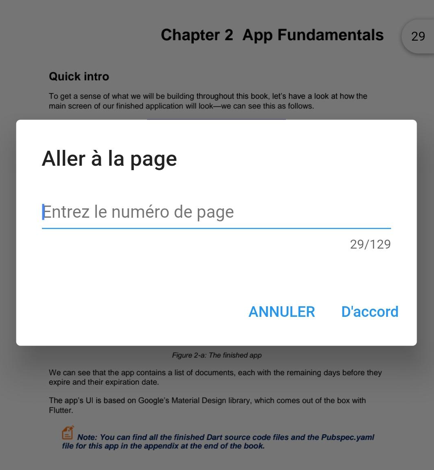 Chapter 2 App Fundamentals
29
Quick intro
To get a sense of what we will be building throughout this book, let's have a look at how the
main screen of our finished application will look—we can see this as follows.
Aller à la page
Entrez le numéro de page
29/129
ANNULER D'accord
Figure 2-a: The finished app
We can see that the app contains a list of documents, each with the remaining days before they
expire and their expiration date.
The app's UI is based on Google's Material Design library, which comes out of the box with
Flutter.
Note: You can find all the finished Dart source code files and the Pubspec.yaml
file for this app in the appendix at the end of the book.